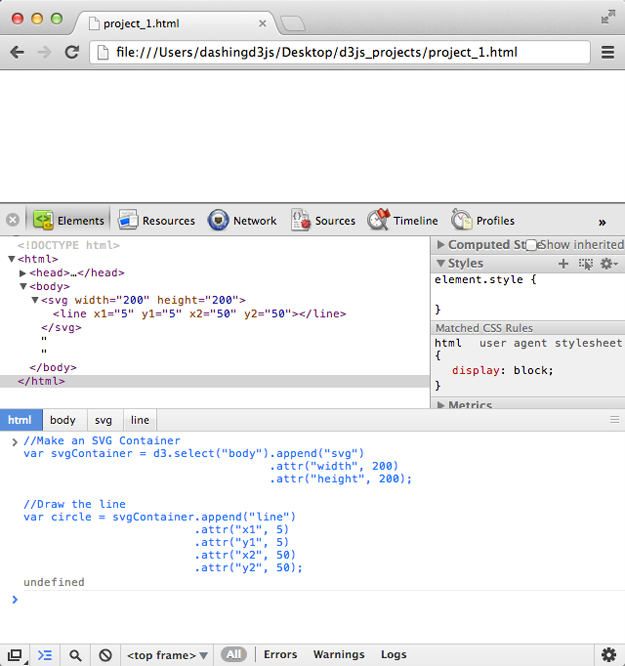 project_1.html
file:///Users/dashingd3js/Desktop/d3js_projects/project_1.html
Elements Resources Network Sources Timeline Profiles »
<!DOCTYPE html>
<html>
<head>…</head>
<body>
<svg width="200" height="200">
<line x1="5" y1="5" x2="50" y2="50"></line>
</svg>
"
"
</body>
</html>
Show inherited
Styles
element.style {
}
Matched CSS Rules
html user agent stylesheet
{
display: block;
}
Metrics
html body svg line
//Make an SVG Container
var svgContainer = d3.select("body").append("svg")
.attr("width", 200)
.attr("height", 200);
//Draw the line
var circle = svgContainer.append("line")
.attr("x1", 5)
.attr("y1", 5)
.attr("x2", 50)
.attr("y2", 50);
undefined
<top frame> All Errors Warnings Logs